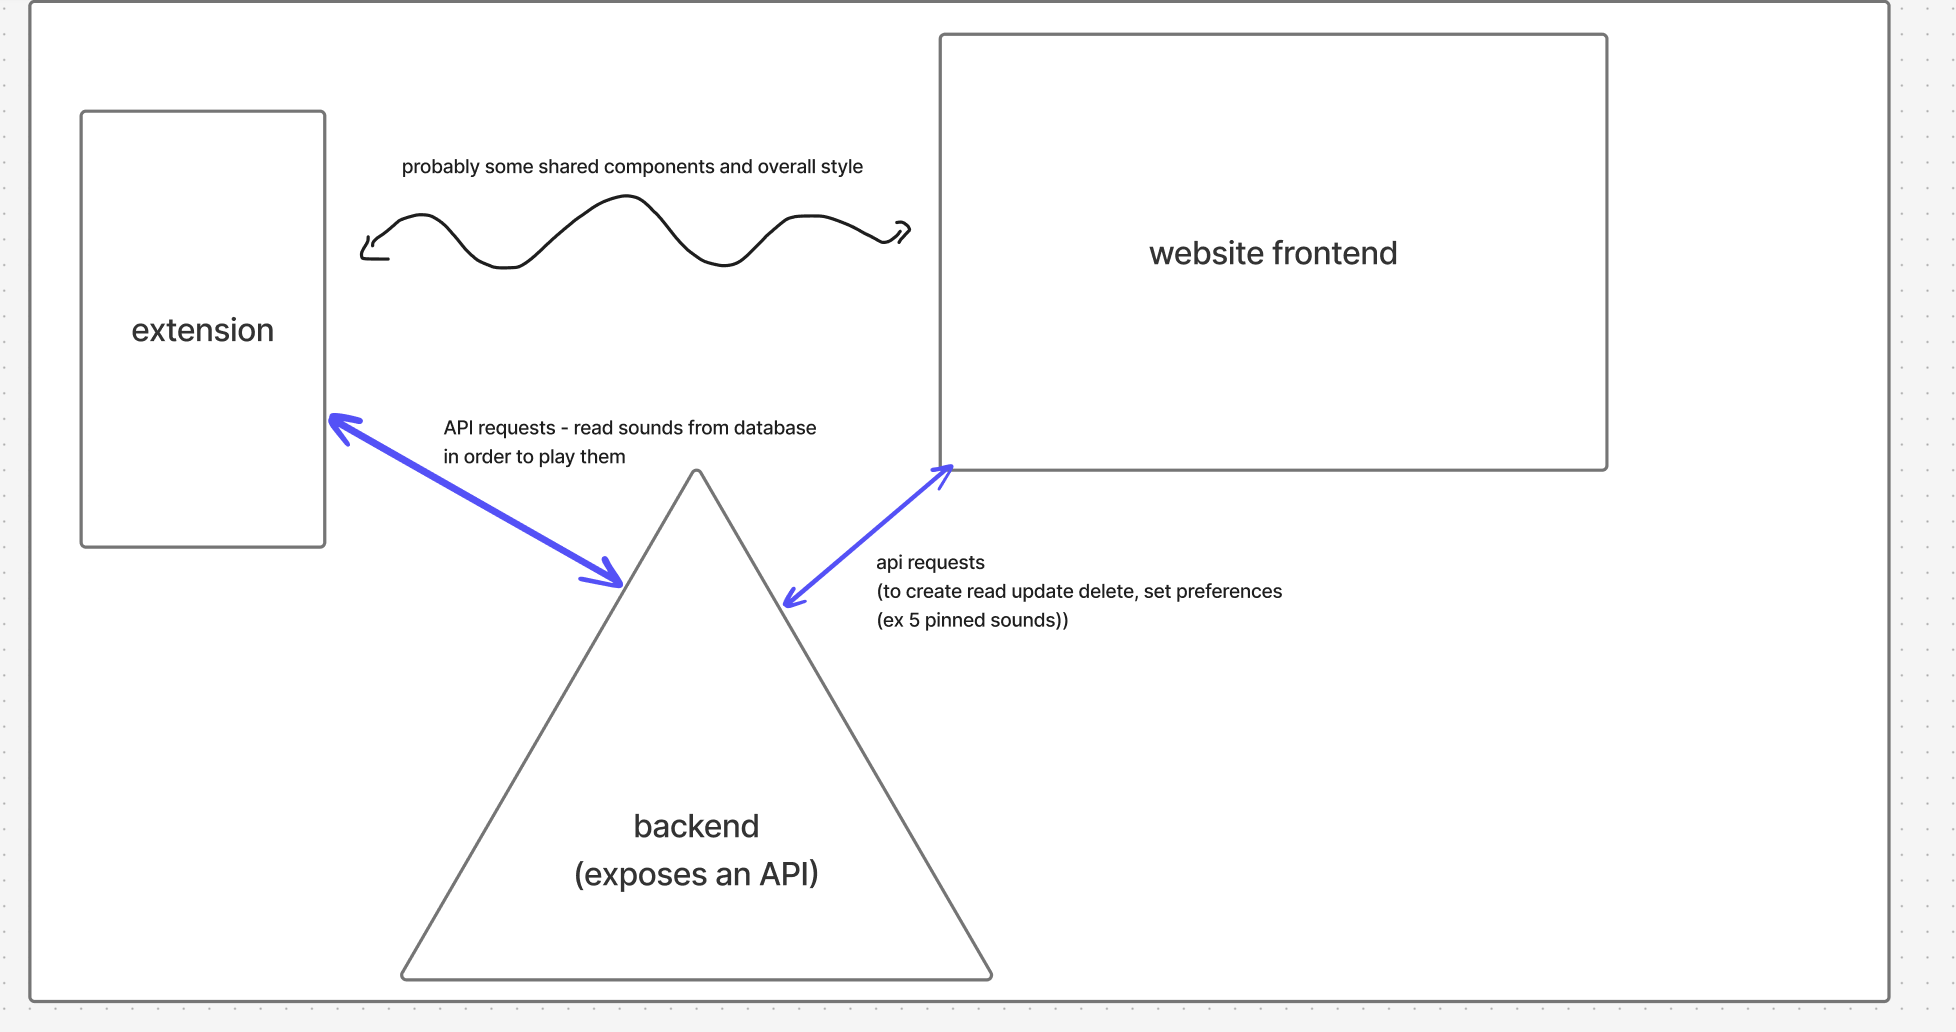 probably some shared components and overall style
website frontend
extension
API requests - read sounds from database
in order to play them
api requests
(to create read update delete, set preferences
(ex 5 pinned sounds))
backend
(exposes an API)